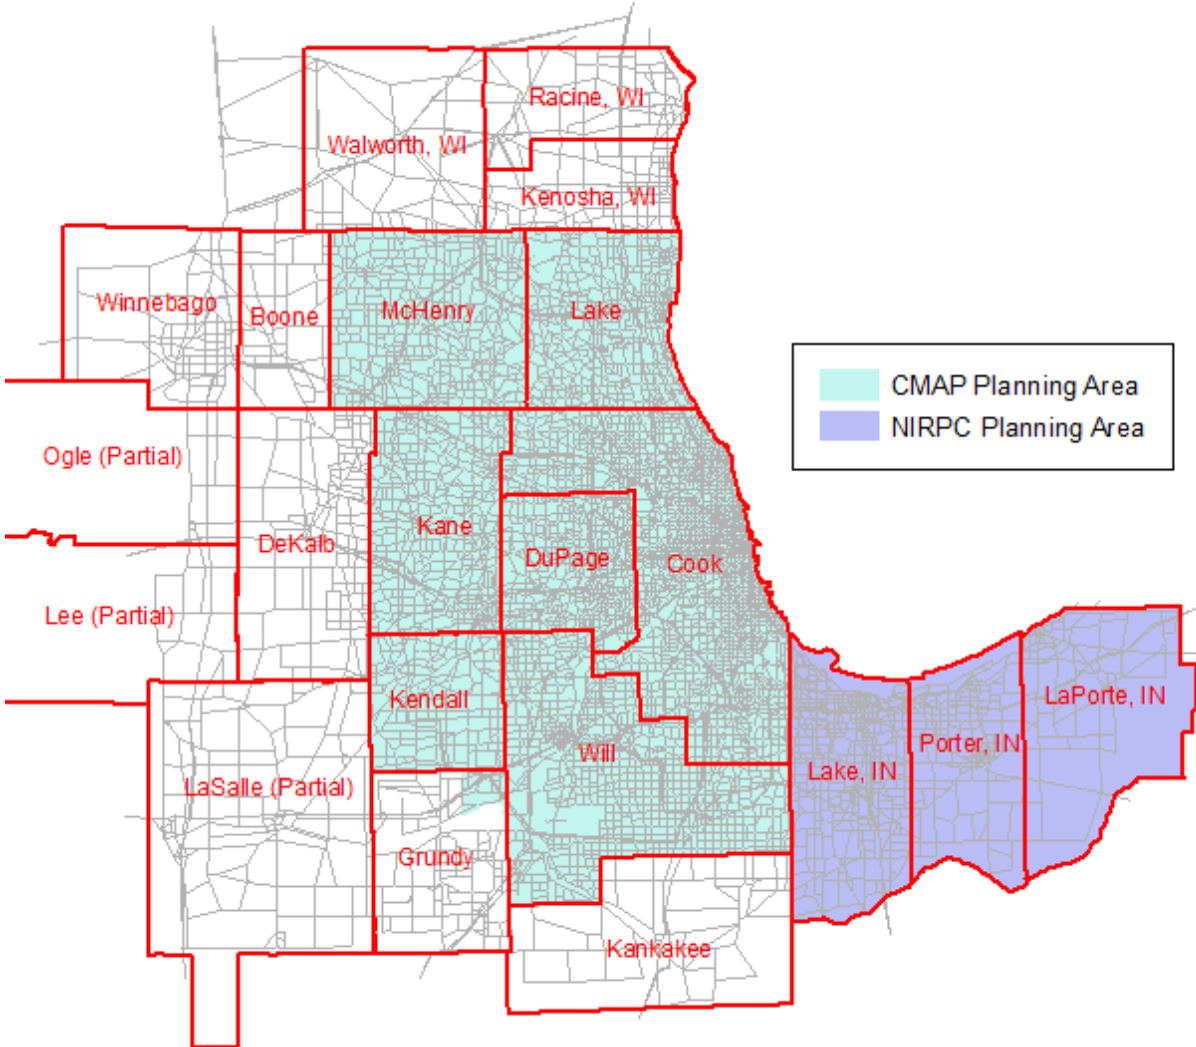 Racine, WI
Walworth, WI
Kenosha, WI
Winnebago
Boone
McHenry
Lake
CMAP Planning Area
NIRPC Planning Area
Ogle (Partial)
DeKalb
Kane
DuPage
Cook
Lee (Partial)
Kendall
Will
LaPorte, IN
Porter, IN
Lake, IN
LaSalle (Partial)
Grundy
Kankakee